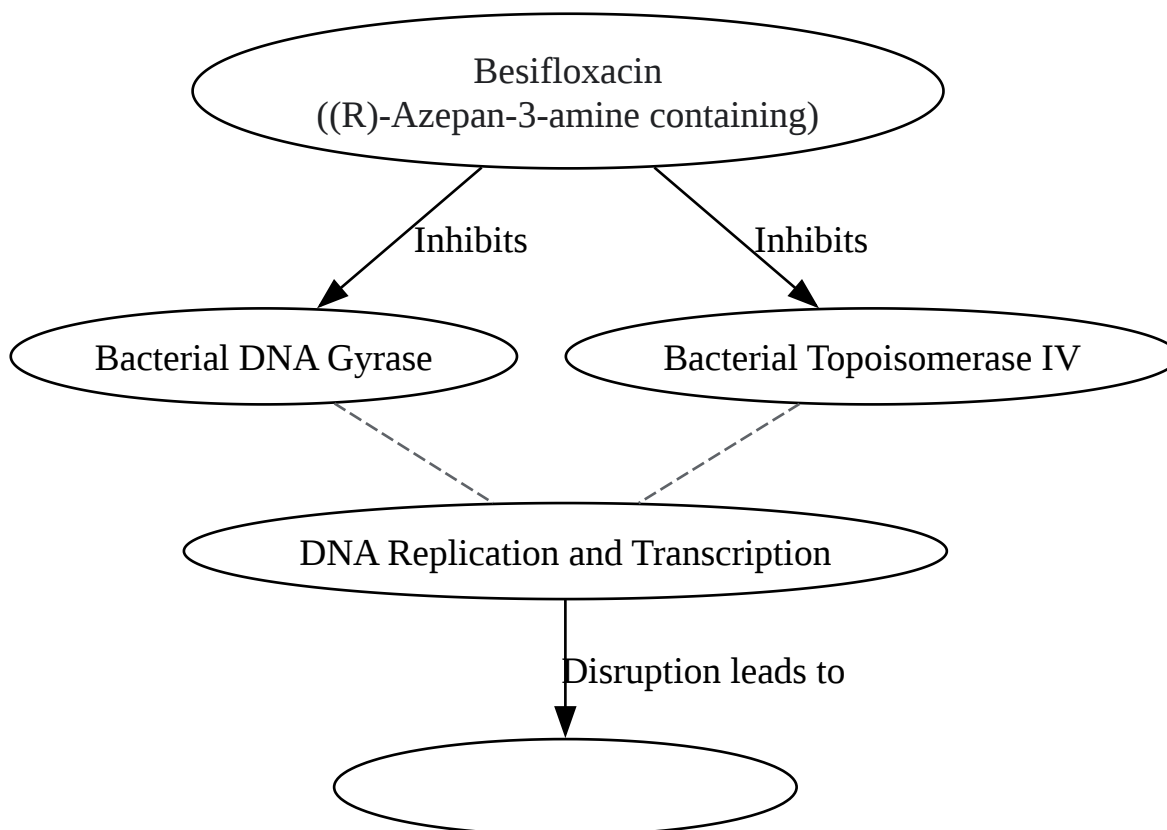 Besifloxacin
((R)-Azepan-3-amine containing)
Inhibits
Inhibits
Bacterial DNA Gyrase
Bacterial Topoisomerase IV
DNA Replication and Transcription
Disruption leads to